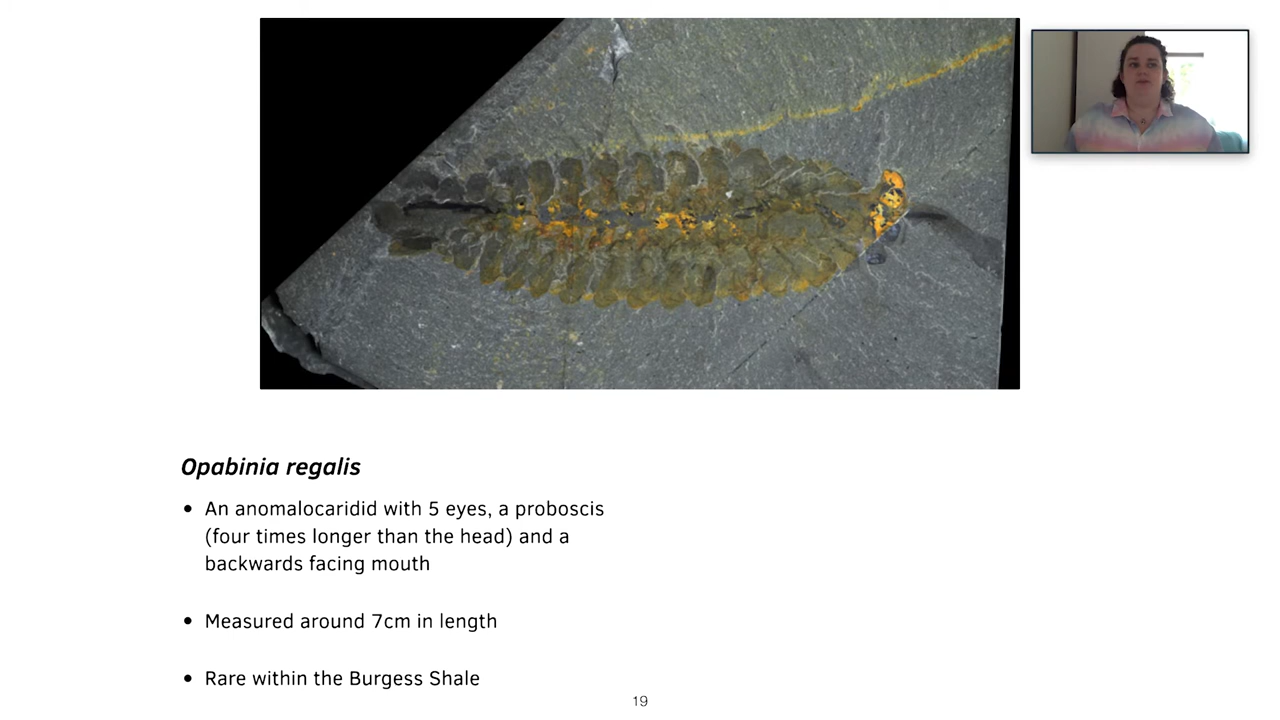 Opabinia regalis
• An anomalocaridid with 5 eyes, a proboscis
(four times longer than the head) and a
backwards facing mouth
• Measured around 7cm in length
• Rare within the Burgess Shale
19